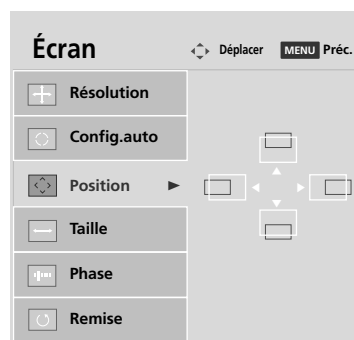 Écran
Déplacer MENU Préc.
Résolution
Config.auto
Position
Taille
Phase
Remise